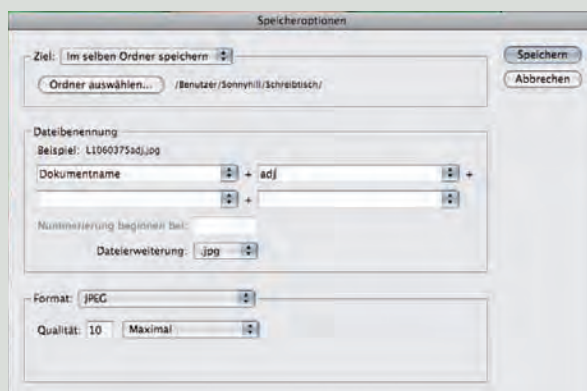 Speicheroptionen
Ziel: Im selben Ordner speichern
Speichern
Ordner auswählen... /Benutzer/Sonnyhill/Schreibtisch/
Abbrechen
Dateibenennung
Beispiel: L1060375adj.jpg
Dokumentname + adj +
+
Nummerierung beginnen bei:
Dateierweiterung: .jpg
Format: JPEG
Qualität: 10 Maximal